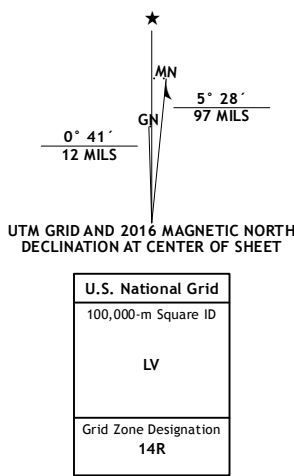 MN
GN
5° 28´
97 MILS
0° 41´
12 MILS
UTM GRID AND 2016 MAGNETIC NORTH
DECLINATION AT CENTER OF SHEET
U.S. National Grid
100,000-m Square ID
LV
Grid Zone Designation
14R